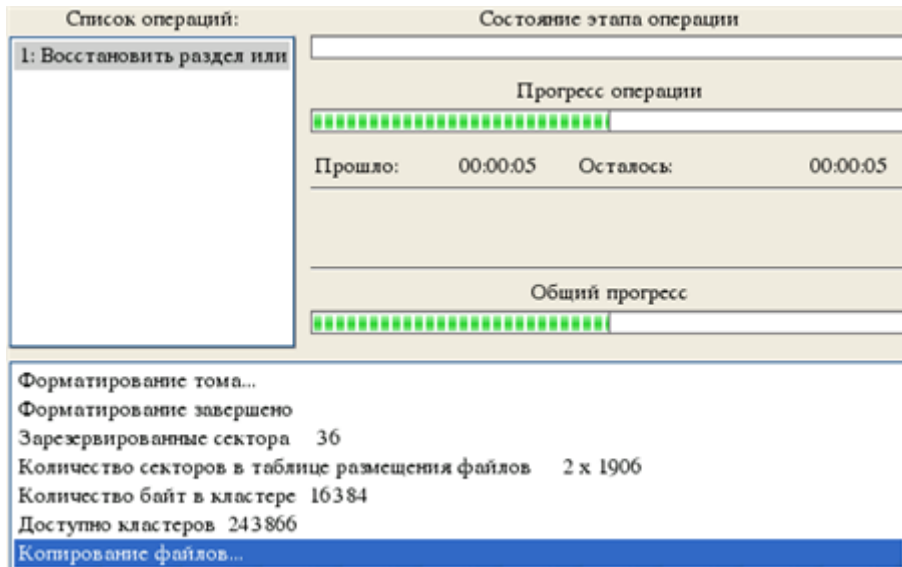 Список операций:
1: Восстановить раздел или
Состояние этапа операции
Прогресс операции
Прошло: 00:00:05 Осталось: 00:00:05
Общий прогресс
Форматирование тома...
Форматирование завершено
Зарезервированные сектора 36
Количество секторов в таблице размещения файлов 2 x 1906
Количество байт в кластере 16384
Доступно кластеров 243866
Копирование файлов...